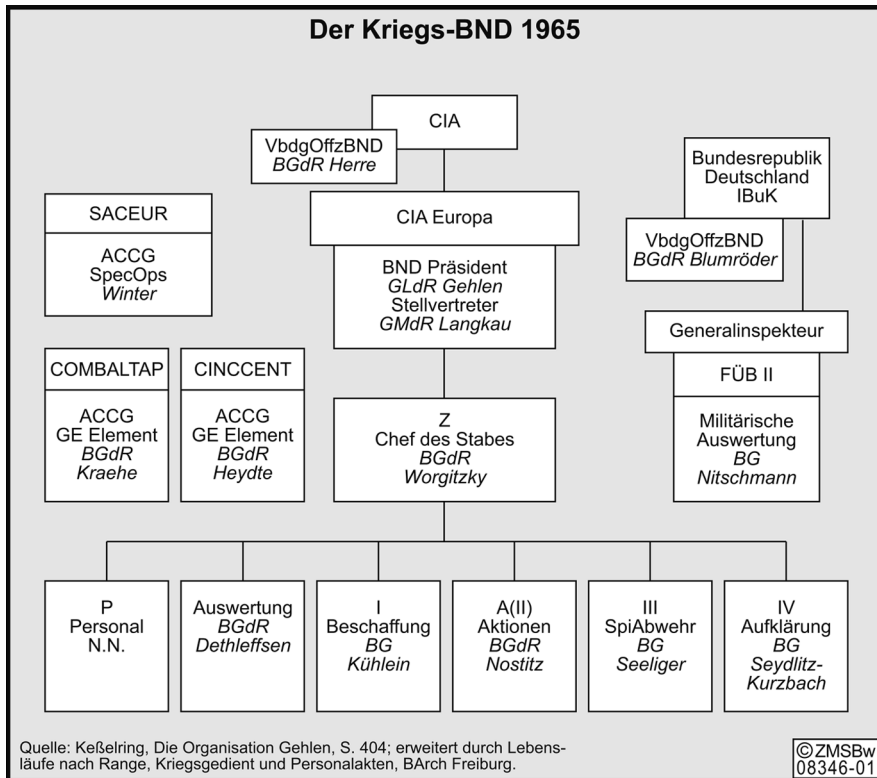 Der Kriegs-BND 1965
CIA
VbdgOffzBND
BGdR Herre
Bundesrepublik
Deutschland
IBuK
VbdgOffzBND
BGdR Blumröder
SACEUR
ACCG
SpecOps
Winter
CIA Europa
BND Präsident
GLdR Gehlen
Stellvertreter
GMdR Langkau
Generalinspekteur
FÜB II
Militärische
Auswertung
BG
Nitschmann
COMBALTAP
ACCG
GE Element
BGdR
Kraehe
CINCCENT
ACCG
GE Element
BGdR
Heydte
Z
Chef des Stabes
BGdR
Worgitzky
P
Personal
N.N.
Auswertung
BGdR
Dethleffsen
I
Beschaffung
BG
Kühlein
A(II)
Aktionen
BGdR
Nostitz
III
SpiAbwehr
BG
Seeliger
IV
Aufklärung
BG
Seydlitz-
Kurzbach
Quelle: Keßelring, Die Organisation Gehlen, S. 404; erweitert durch Lebens-
läufe nach Range, Kriegsgedient und Personalakten, BArch Freiburg.
©ZMSBw
08346-01